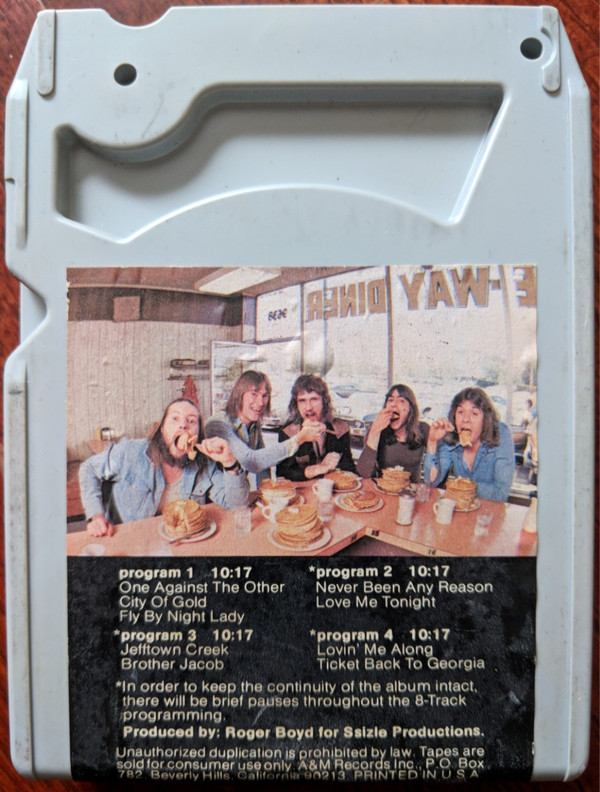 E-WAY DINER
program 1 10:17
One Against The Other
City Of Gold
Fly By Night Lady
*program 2 10:17
Never Been Any Reason
Love Me Tonight
*program 3 10:17
Jefftown Creek
Brother Jacob
*program 4 10:17
Lovin' Me Along
Ticket Back To Georgia
*In order to keep the continuity of the album intact,
there will be brief pauses throughout the 8-Track
programming.
Produced by: Roger Boyd for Ssizle Productions.
Unauthorized duplication is prohibited by law. Tapes are
sold for consumer use only. A&M Records Inc., P.O. Box
782, Beverly Hills, California 90213. PRINTED IN U S A